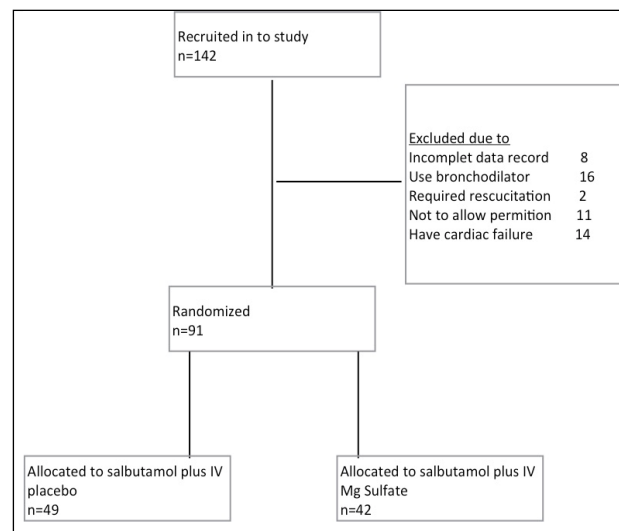 Recruited in to study
n=142
Excluded due to
Incomplet data record 8
Use bronchodilator 16
Required rescucitation 2
Not to allow permition 11
Have cardiac failure 14
Randomized
n=91
Allocated to salbutamol plus IV
placebo
n=49
Allocated to salbutamol plus IV
Mg Sulfate
n=42